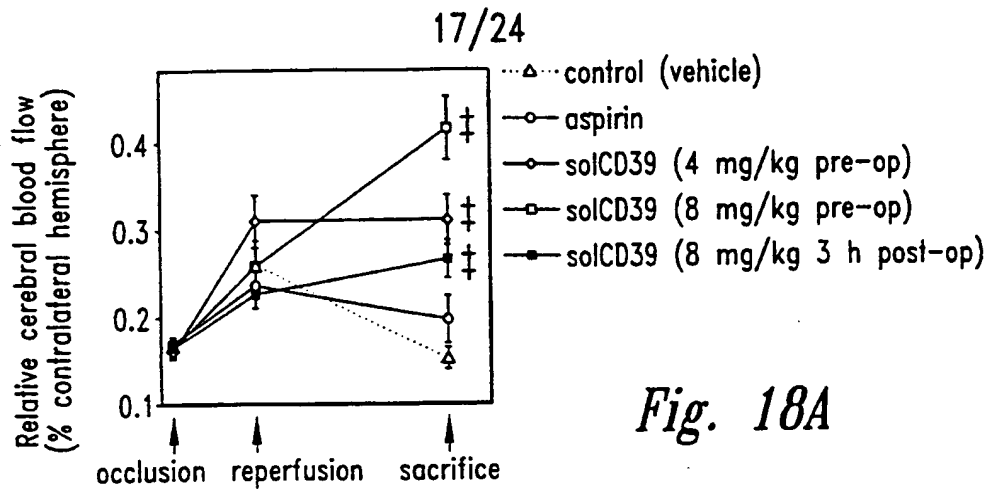 17/24
Relative cerebral blood flow
(% contralateral hemisphere)
0.4
0.3
0.2
0.1
‡
‡
‡
occlusion reperfusion sacrifice
control (vehicle)
aspirin
solCD39 (4 mg/kg pre-op)
solCD39 (8 mg/kg pre-op)
solCD39 (8 mg/kg 3 h post-op)
Fig. 18A